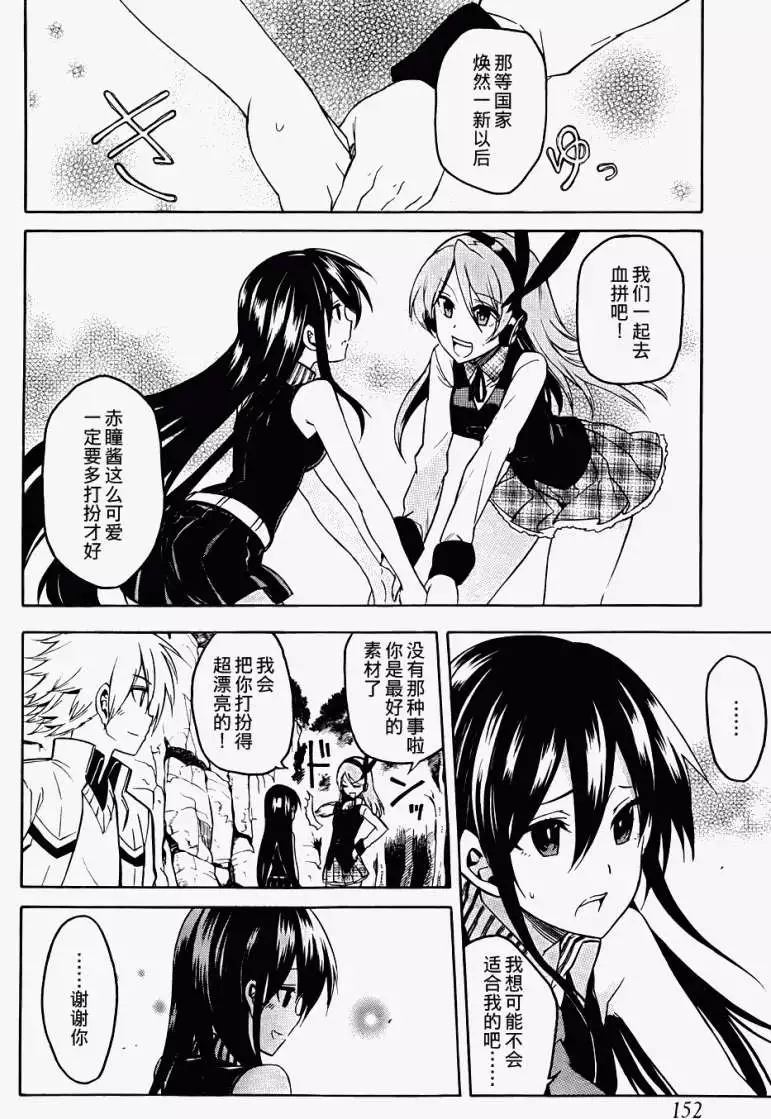 那等国家
焕然一新以后
ぎ
ゅっ
我们一起去
血拼吧！
赤瞳酱这么可爱
一定要多打扮才好
………
我想可能不会
适合我的吧……
没有那种事啦
你是最好的
素材了
ドンッ
我会
把你打扮得
超漂亮的！
……谢谢你
152